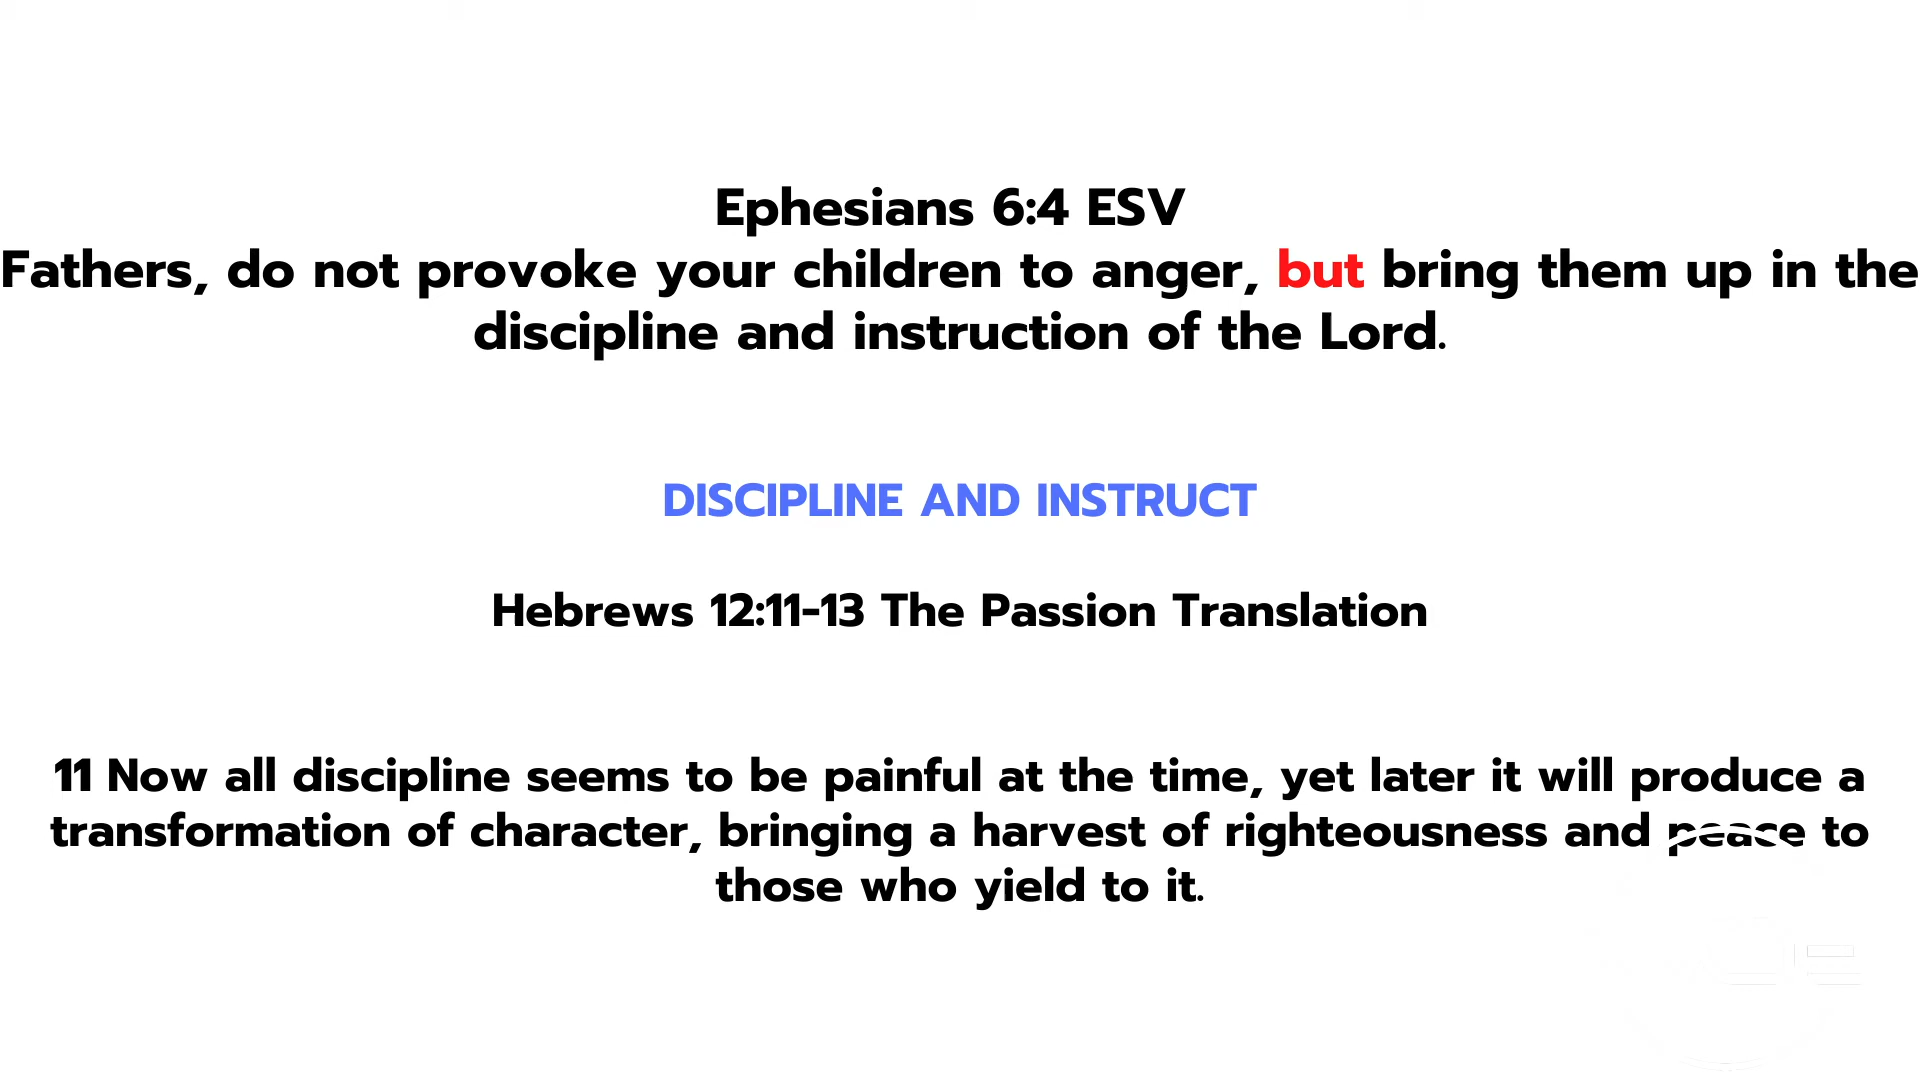 Ephesians 6:4 ESV
Fathers, do not provoke your children to anger, but bring them up in the
discipline and instruction of the Lord.
DISCIPLINE AND INSTRUCT
Hebrews 12:11-13 The Passion Translation
11 Now all discipline seems to be painful at the time, yet later it will produce a
transformation of character, bringing a harvest of righteousness and peace to
those who yield to it.